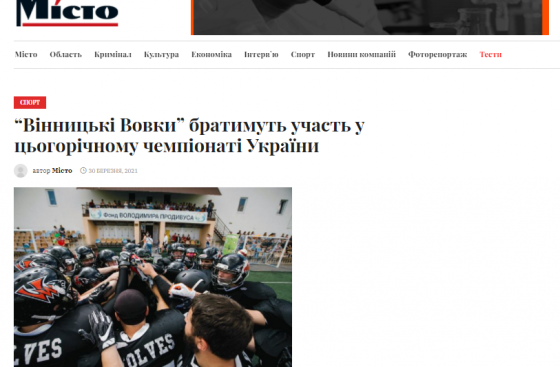 Місто
Місто Область Кримінал Культура Економіка Інтерв'ю Спорт Новини компаній Фоторепортаж Тести
СПОРТ
“Вінницькі Вовки” братимуть участь у
цьогорічному чемпіонаті України
автор Місто 30 БЕРЕЗНЯ, 2021
Фонд ВОЛОДИМИРА ПРОДИВУСА
WOLVES
OLVES